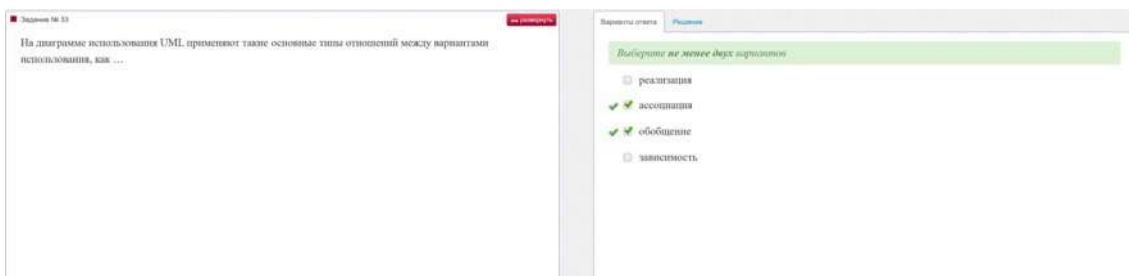 Задание № 33
развернуть
На диаграмме использования UML применяют такие основные типы отношений между вариантами
использования, как …
Варианты ответа
Решение
Выберите не менее двух вариантов
реализация
ассоциация
обобщение
зависимость